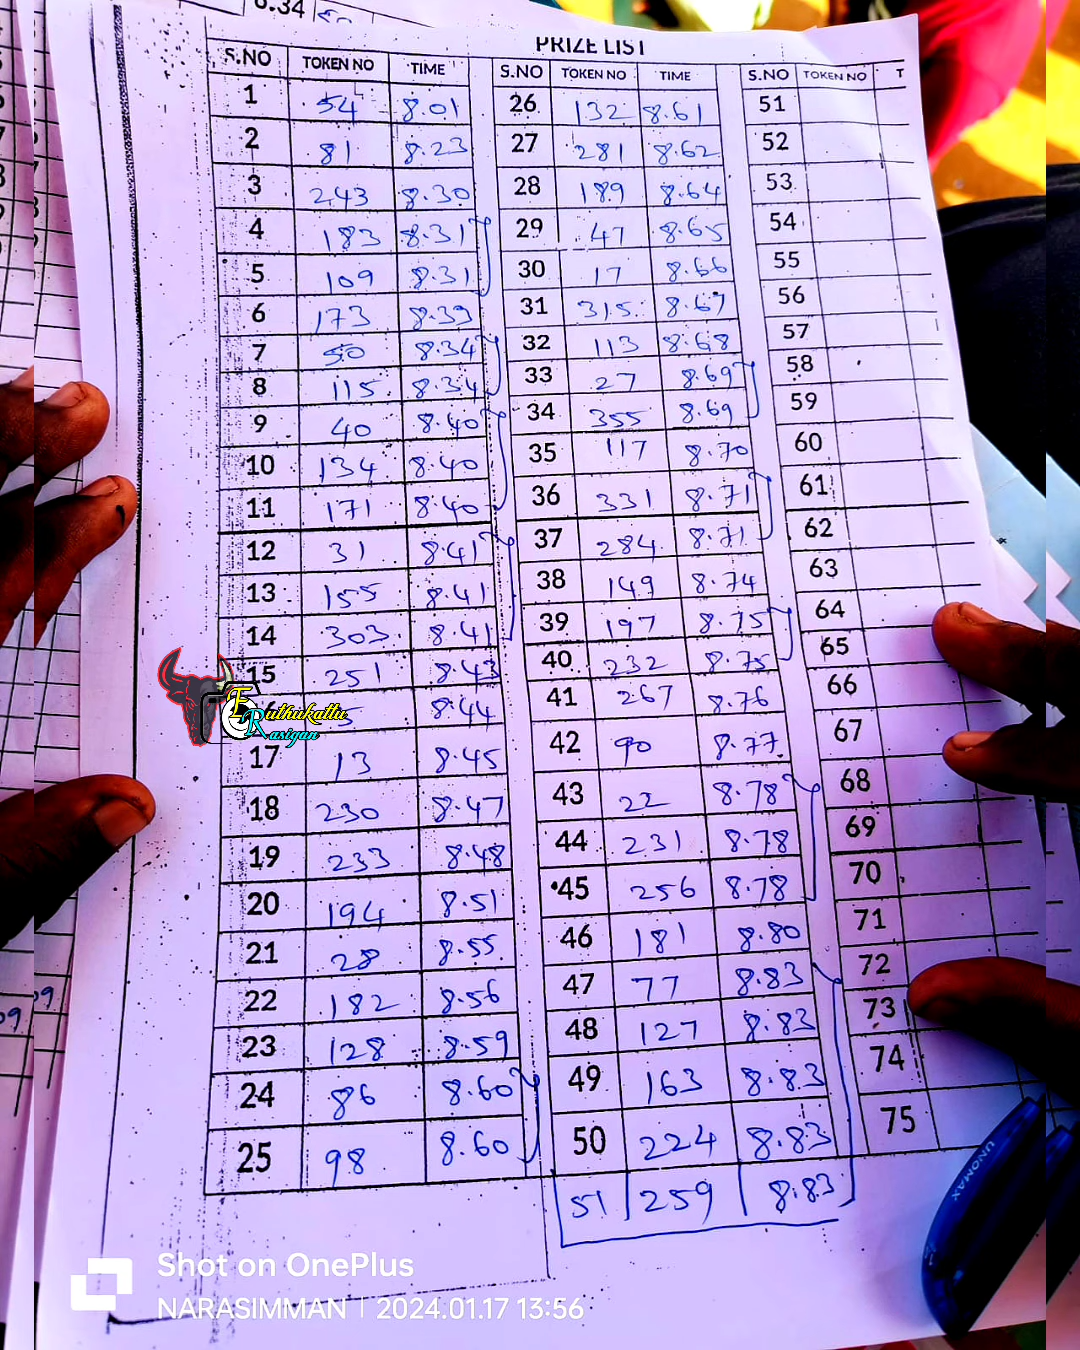 8.34
PRIZE LIST
S.NO TOKEN NO TIME S.NO TOKEN NO TIME S.NO TOKEN NO T
1 54 8.01 26 132 8.61 51
2 81 8.23 27 281 8.62 52
3 243 8.30 28 189 8.64 53
4 183 8.31 29 47 8.65 54
5 109 8.31 30 17 8.66 55
6 173 8.33 31 315 8.67 56
7 50 8.34 32 113 8.68 57
8 115 8.34 33 27 8.69 58
9 40 8.40 34 355 8.69 59
10 134 8.40 35 117 8.70 60
11 171 8.40 36 331 8.71 61
12 31 8.41 37 284 8.71 62
13 155 8.41 38 149 8.74 63
14 303 8.41 39 197 8.75 64
15 251 8.43 40 232 8.75 65
6 5 8.44 41 267 8.76 66
Eruthukattu
Rasigan
17 13 8.45 42 90 8.77 67
18 230 8.47 43 22 8.78 68
19 233 8.48 44 231 8.78 69
20 194 8.51 45 256 8.78 70
21 28 8.55 46 181 8.80 71
22 182 8.56 47 77 8.83 72
23 128 8.59 48 127 8.83 73
24 86 8.60 49 163 8.83 74
25 98 8.60 50 224 8.83 75
51 259 8.83
UNOMAX
Shot on OnePlus
NARASIMMAN | 2024.01.17 13:56